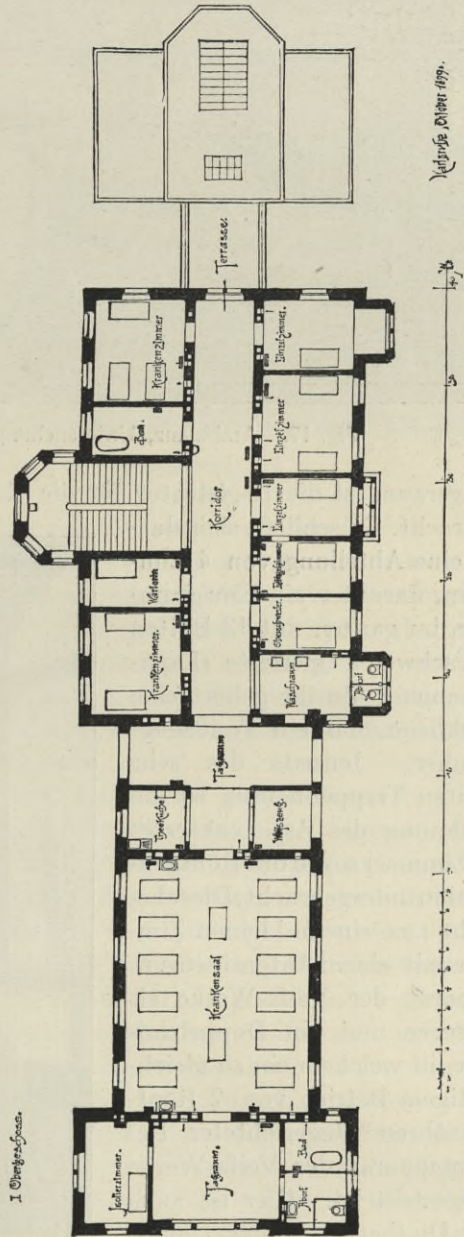 I Obergeschoss.
Karlsruhe, Oktober 1899.
Terrasse.
Krankenzimmer
Einzelzimmer.
Bad.
Einzelzimmer
Korridor
Einzelzimmer
Wärterin.
Krankenzimmer.
Waschraum
Abort
Tagraum
Theeküche
Weisszeug.
Krankensaal
Isolierzimmer.
Tagraum.
Bad
Abort